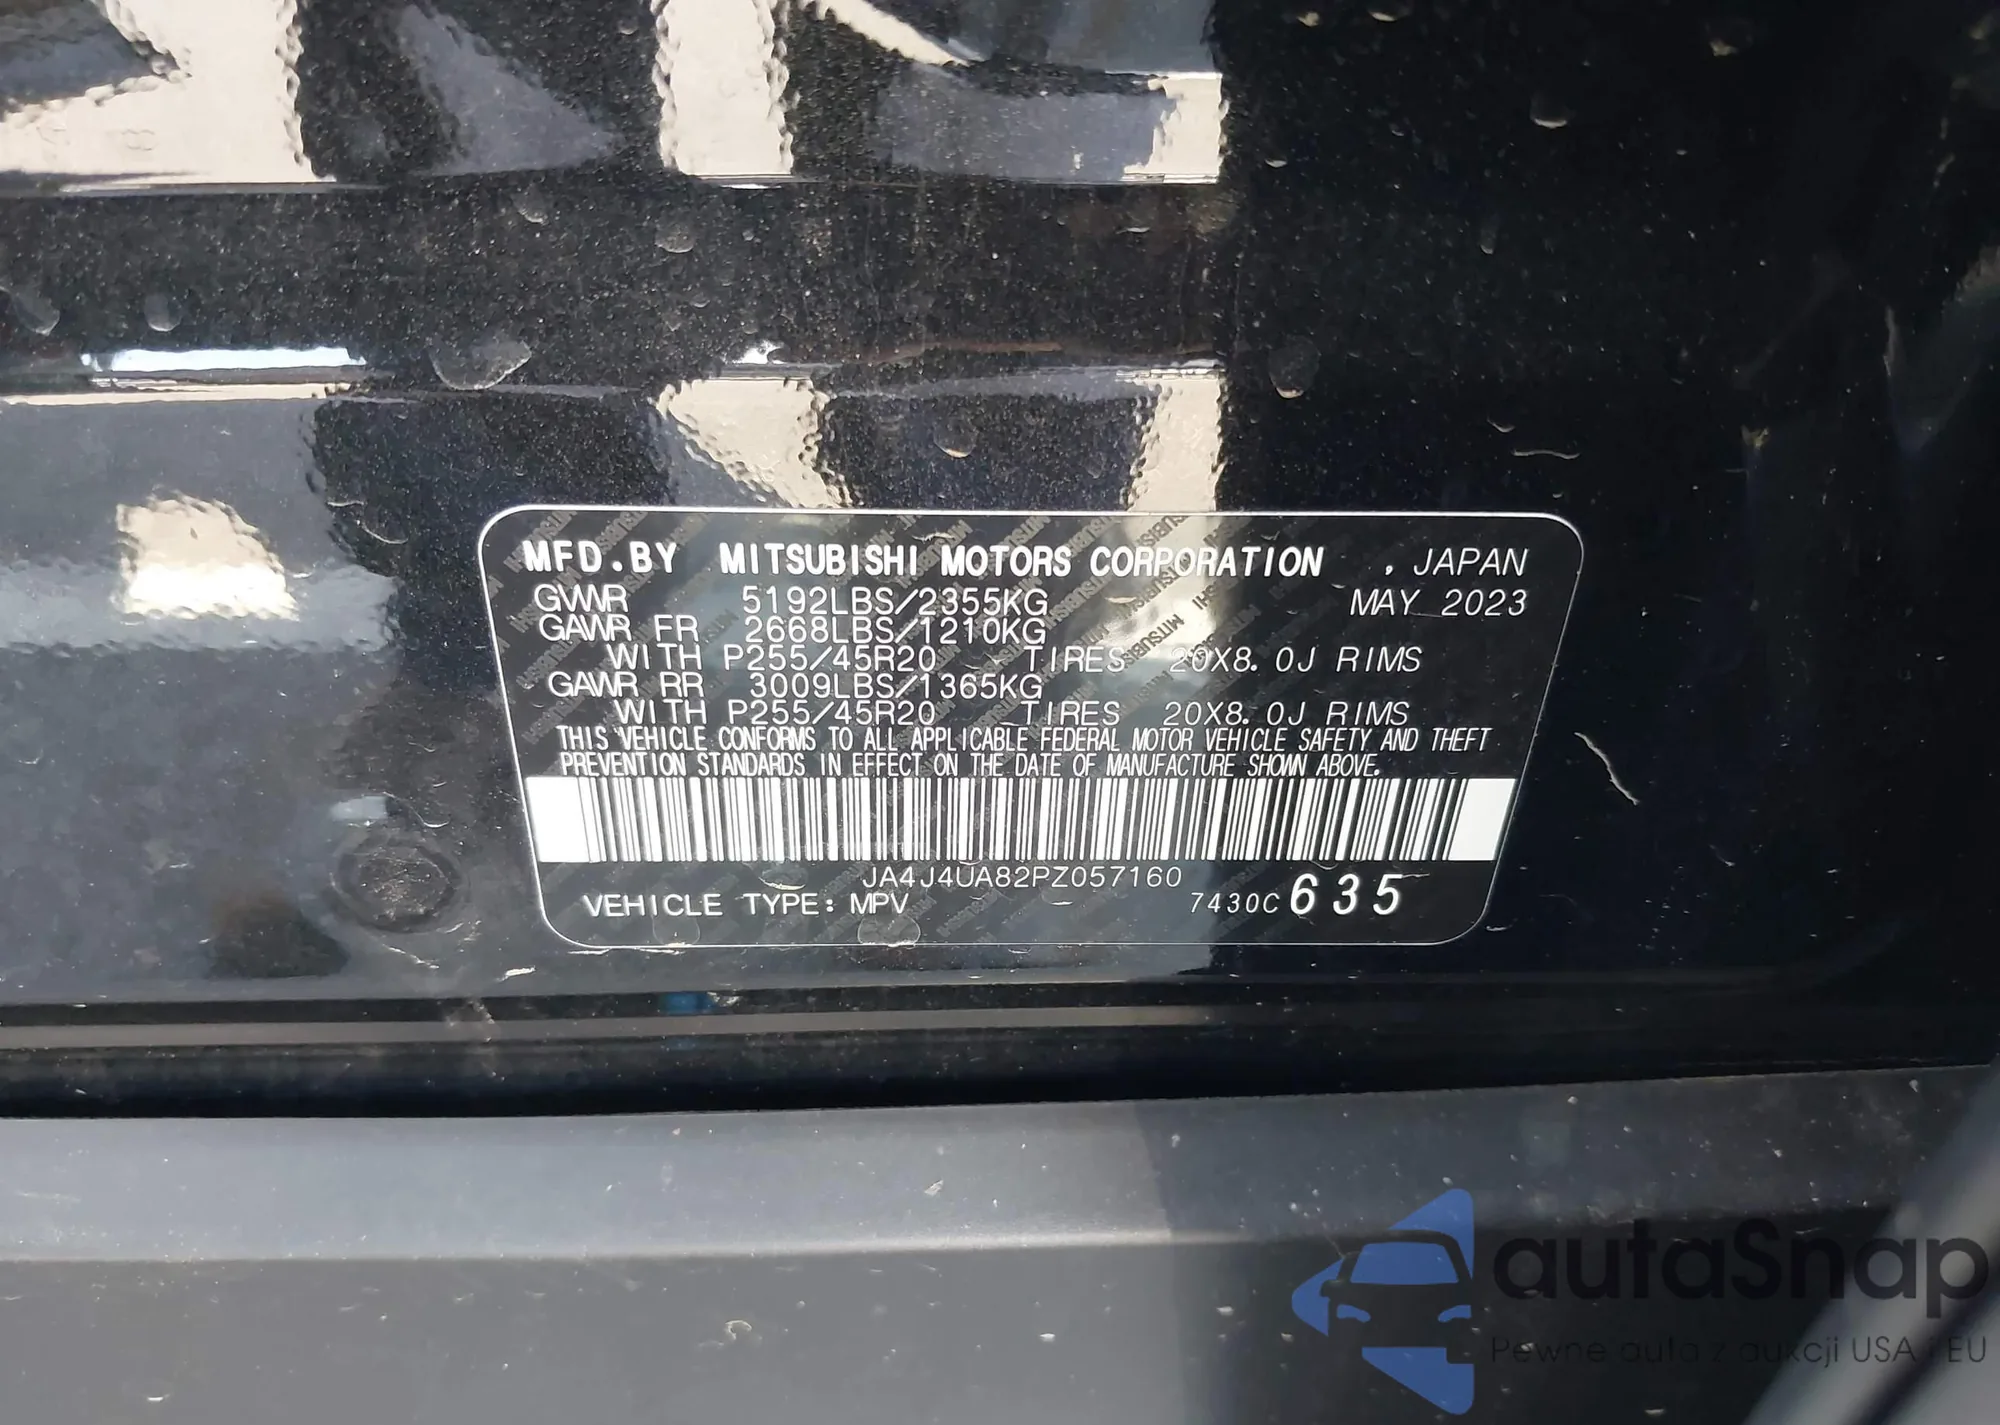 MFD.BY MITSUBISHI MOTORS CORPORATION . JAPAN
GVWR 5192LBS/2355KG MAY 2023
GAWR FR 2668LBS/1210KG
WITH P255/45R20 TIRES 20X8.0J RIMS
GAWR RR 3009LBS/1365KG
WITH P255/45R20 TIRES 20X8.0J RIMS
THIS VEHICLE CONFORMS TO ALL APPLICABLE FEDERAL MOTOR VEHICLE SAFETY AND THEFT
PREVENTION STANDARDS IN EFFECT ON THE DATE OF MANUFACTURE SHOWN ABOVE.
JA4J4UA82PZ057160
VEHICLE TYPE: MPV 7430C 635
autaSnap
Pewne auta z aukcji USA i EU